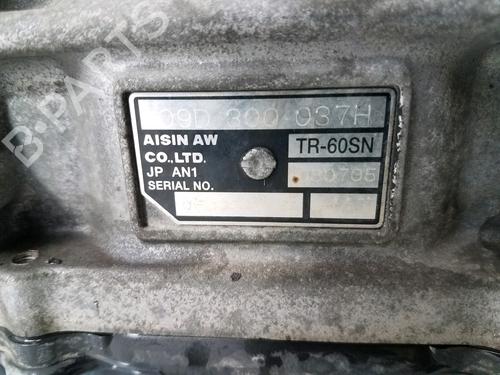 B-PARTS
09D 300 037H
AISIN AW
CO.,LTD.
TR-60SN
JP AN1
SERIAL NO.